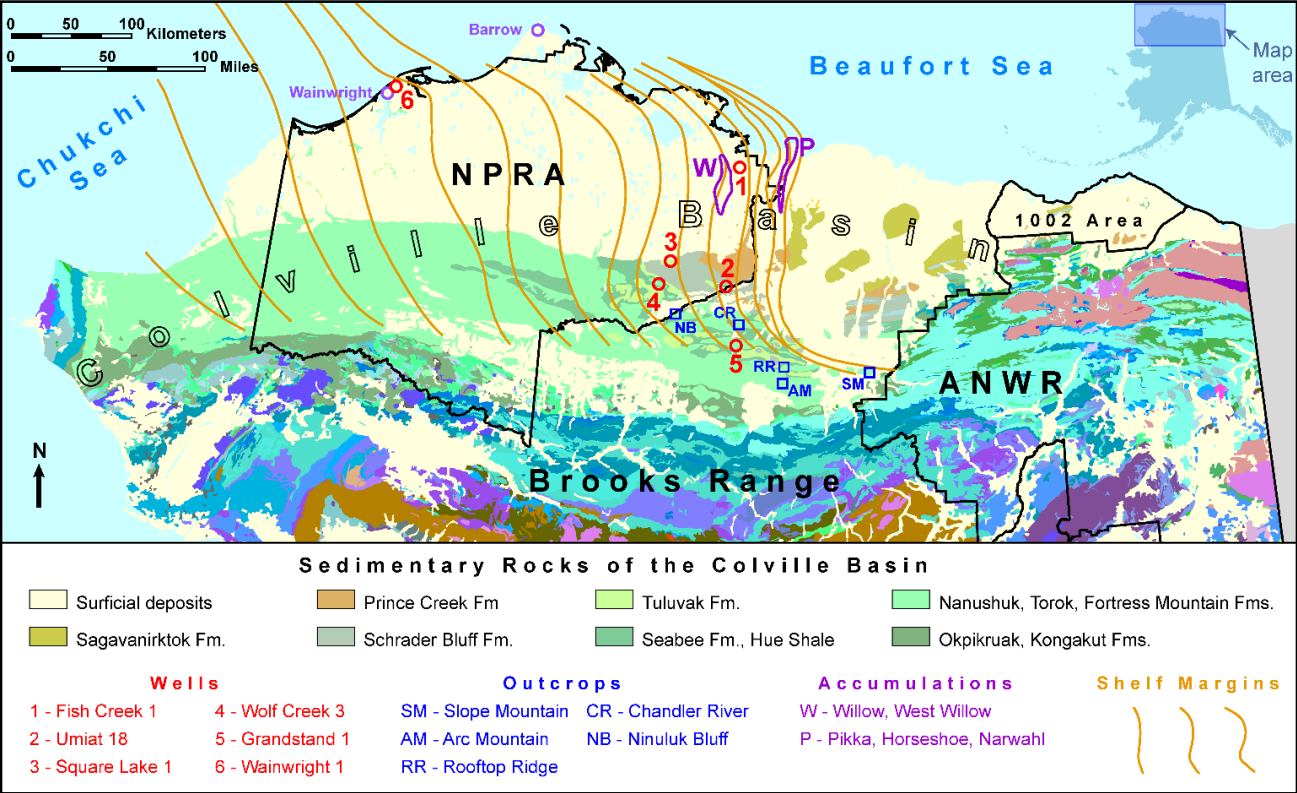 0 50 100 Kilometers
0 50 100 Miles
Barrow
Wainwright
6
Chukchi Sea
Beaufort Sea
Map area
NPRA
W
1
P
Colville Basin
1002 Area
3
2
4
NB
CR
5
RR
AM
SM
ANWR
N
Brooks Range
Sedimentary Rocks of the Colville Basin
Surficial deposits
Prince Creek Fm
Tuluvak Fm.
Nanushuk, Torok, Fortress Mountain Fms.
Sagavanirktok Fm.
Schrader Bluff Fm.
Seabee Fm., Hue Shale
Okpikruak, Kongakut Fms.
Wells
1 - Fish Creek 1
2 - Umiat 18
3 - Square Lake 1
4 - Wolf Creek 3
5 - Grandstand 1
6 - Wainwright 1
Outcrops
SM - Slope Mountain
AM - Arc Mountain
RR - Rooftop Ridge
CR - Chandler River
NB - Ninuluk Bluff
Accumulations
W - Willow, West Willow
P - Pikka, Horseshoe, Narwahl
Shelf Margins